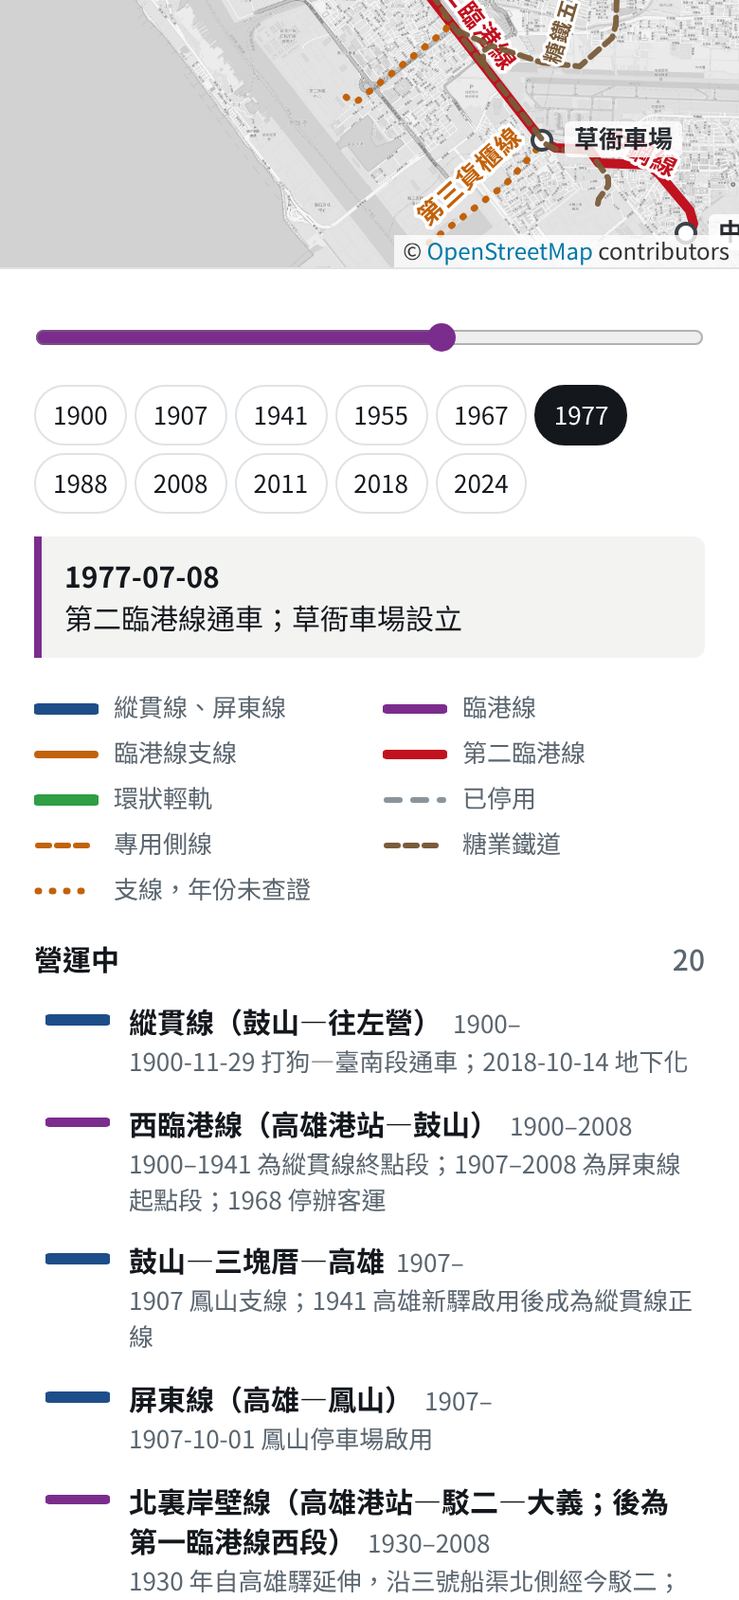 二臨港線
糖鐵五
草衙車場
第三貨櫃線
線
中
© OpenStreetMap contributors
1900 1907 1941 1955 1967 1977
1988 2008 2011 2018 2024
1977-07-08
第二臨港線通車；草衙車場設立
縱貫線、屏東線 臨港線
臨港線支線 第二臨港線
環狀輕軌 已停用
專用側線 糖業鐵道
支線，年份未查證
營運中 20
縱貫線（鼓山—往左營） 1900–
1900-11-29 打狗—臺南段通車；2018-10-14 地下化
西臨港線（高雄港站—鼓山） 1900–2008
1900–1941 為縱貫線終點段；1907–2008 為屏東線
起點段；1968 停辦客運
鼓山—三塊厝—高雄 1907–
1907 鳳山支線；1941 高雄新驛啟用後成為縱貫線正
線
屏東線（高雄—鳳山） 1907–
1907-10-01 鳳山停車場啟用
北裏岸壁線（高雄港站—駁二—大義；後為
第一臨港線西段） 1930–2008
1930 年自高雄驛延伸，沿三號船渠北側經今駁二；